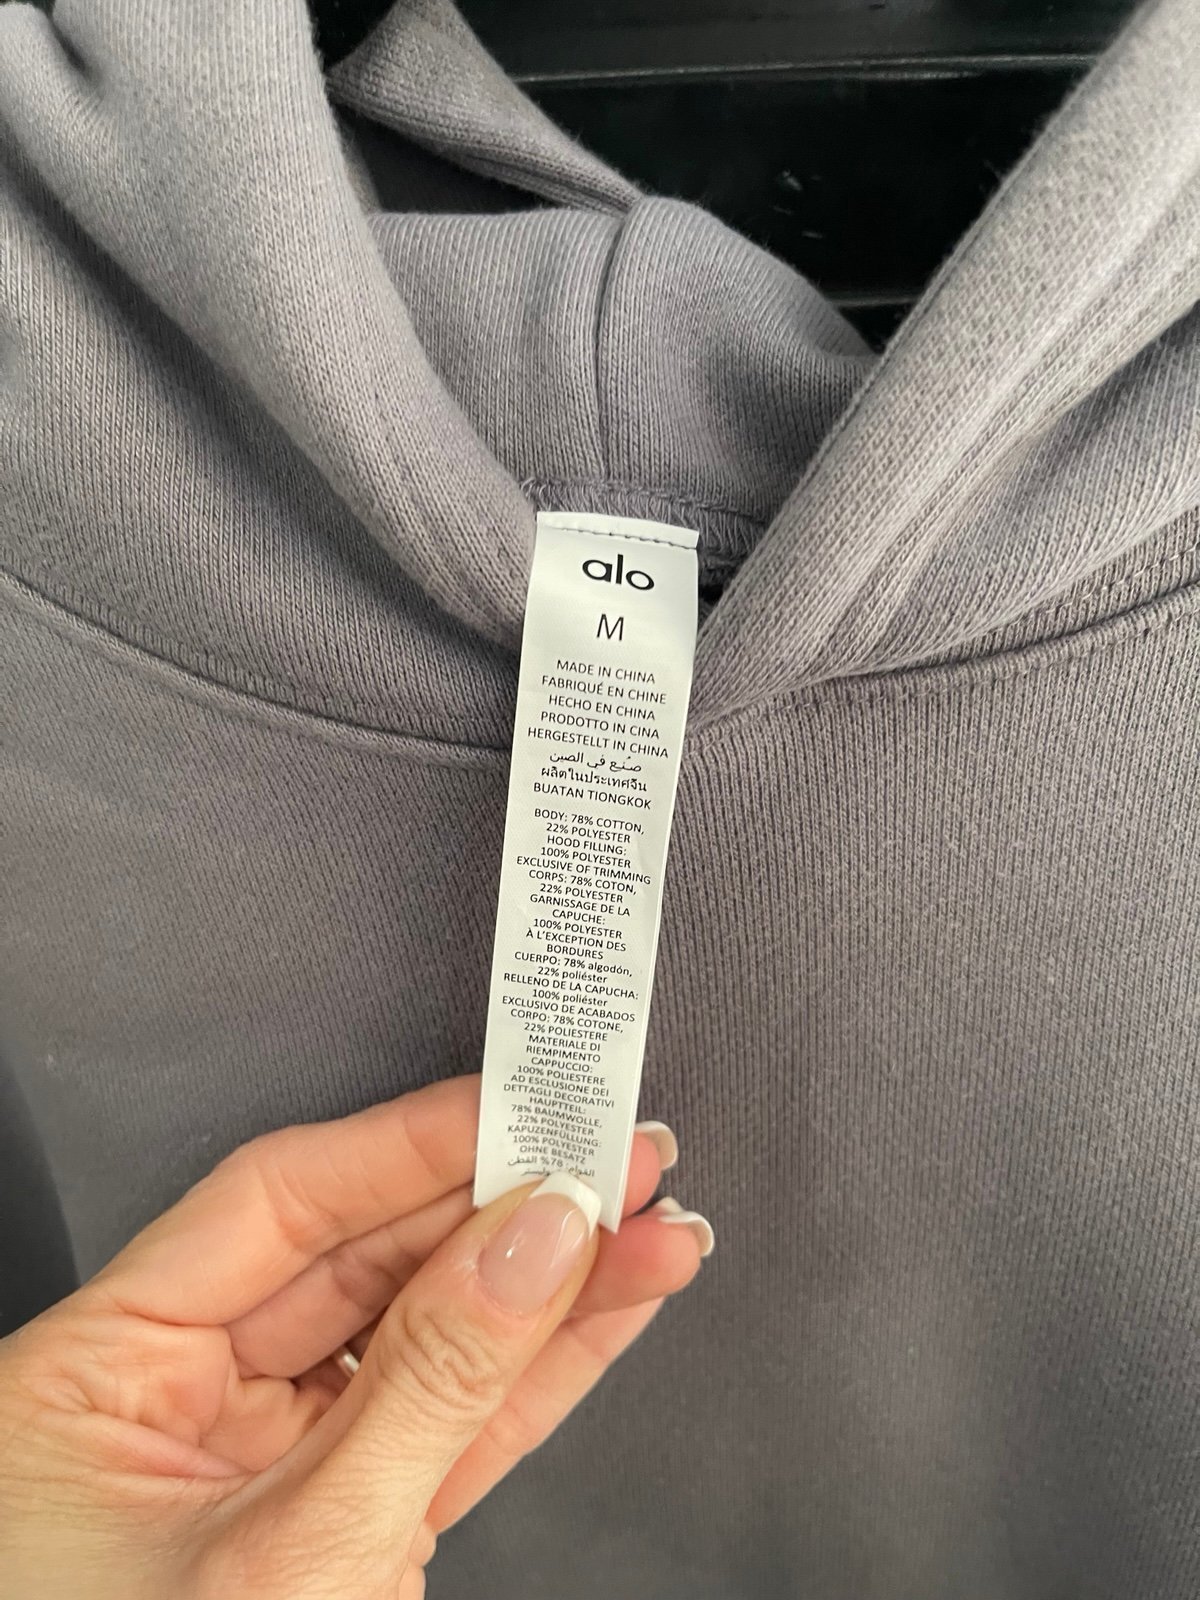 alo
M
MADE IN CHINA
FABRIQUÉ EN CHINE
HECHO EN CHINA
PRODOTTO IN CINA
HERGESTELLT IN CHINA
صُنع في الصين
ผลิตในประเทศจีน
BUATAN TIONGKOK
BODY: 78% COTTON,
22% POLYESTER
HOOD FILLING:
100% POLYESTER
EXCLUSIVE OF TRIMMING
CORPS: 78% COTON,
22% POLYESTER
GARNISSAGE DE LA
CAPUCHE:
100% POLYESTER
À L'EXCEPTION DES
BORDURES
CUERPO: 78% algodón,
22% poliéster
RELLENO DE LA CAPUCHA:
100% poliéster
EXCLUSIVO DE ACABADOS
CORPO: 78% COTONE,
22% POLIESTERE
MATERIALE DI
RIEMPIMENTO
CAPPUCCIO:
100% POLIESTERE
AD ESCLUSIONE DEI
DETTAGLI DECORATIVI
HAUPTTEIL:
78% BAUMWOLLE,
22% POLYESTER
KAPUZENFÜLLUNG:
100% POLYESTER
OHNE BESATZ
القوام: 78% القطن